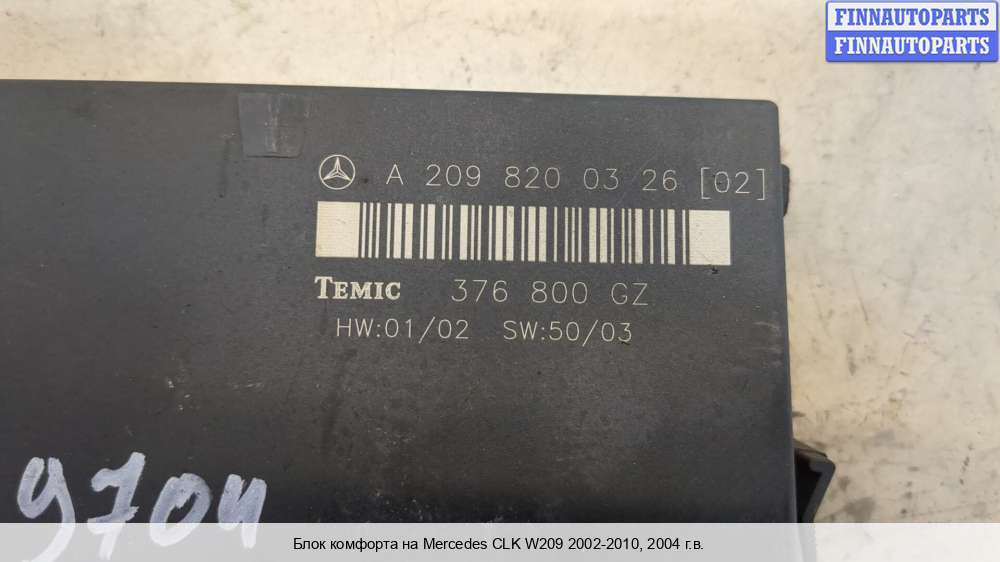 FINNAUTOPARTS
FINNAUTOPARTS
A 209 820 03 26 [02]
TEMIC 376 800 GZ
HW:01/02 SW:50/03
9704
Блок комфорта на Mercedes CLK W209 2002-2010, 2004 г.в.